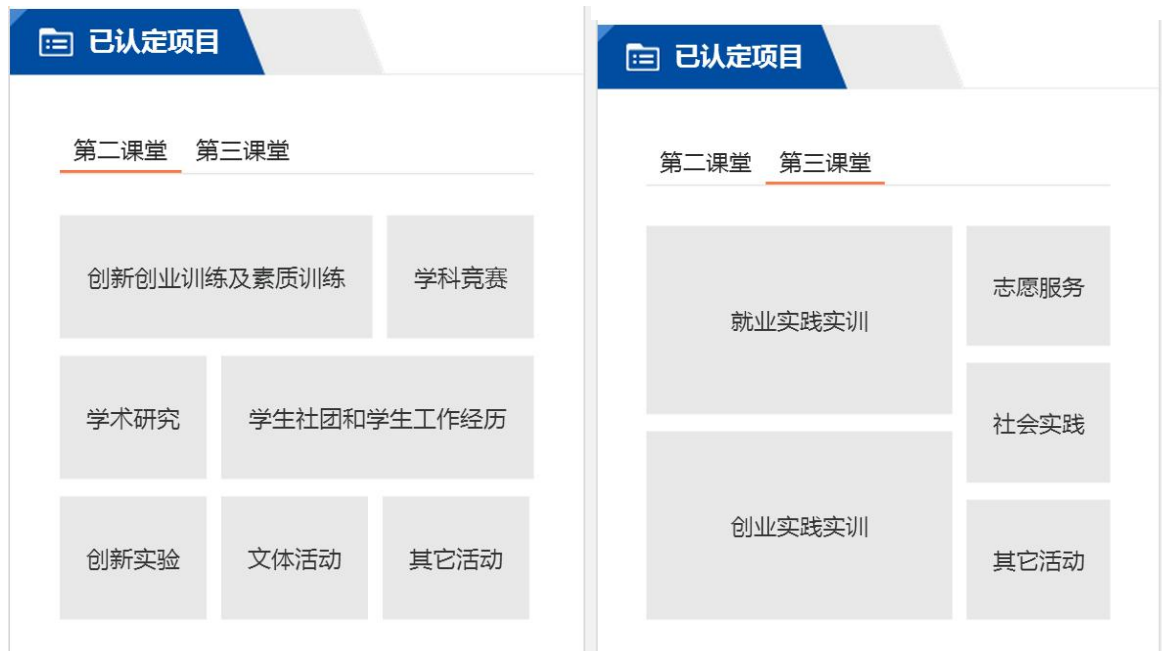 已认定项目
第二课堂 第三课堂
创新创业训练及素质训练 学科竞赛
学术研究 学生社团和学生工作经历
创新实验 文体活动 其它活动
已认定项目
第二课堂 第三课堂
就业实践实训
创业实践实训
志愿服务
社会实践
其它活动